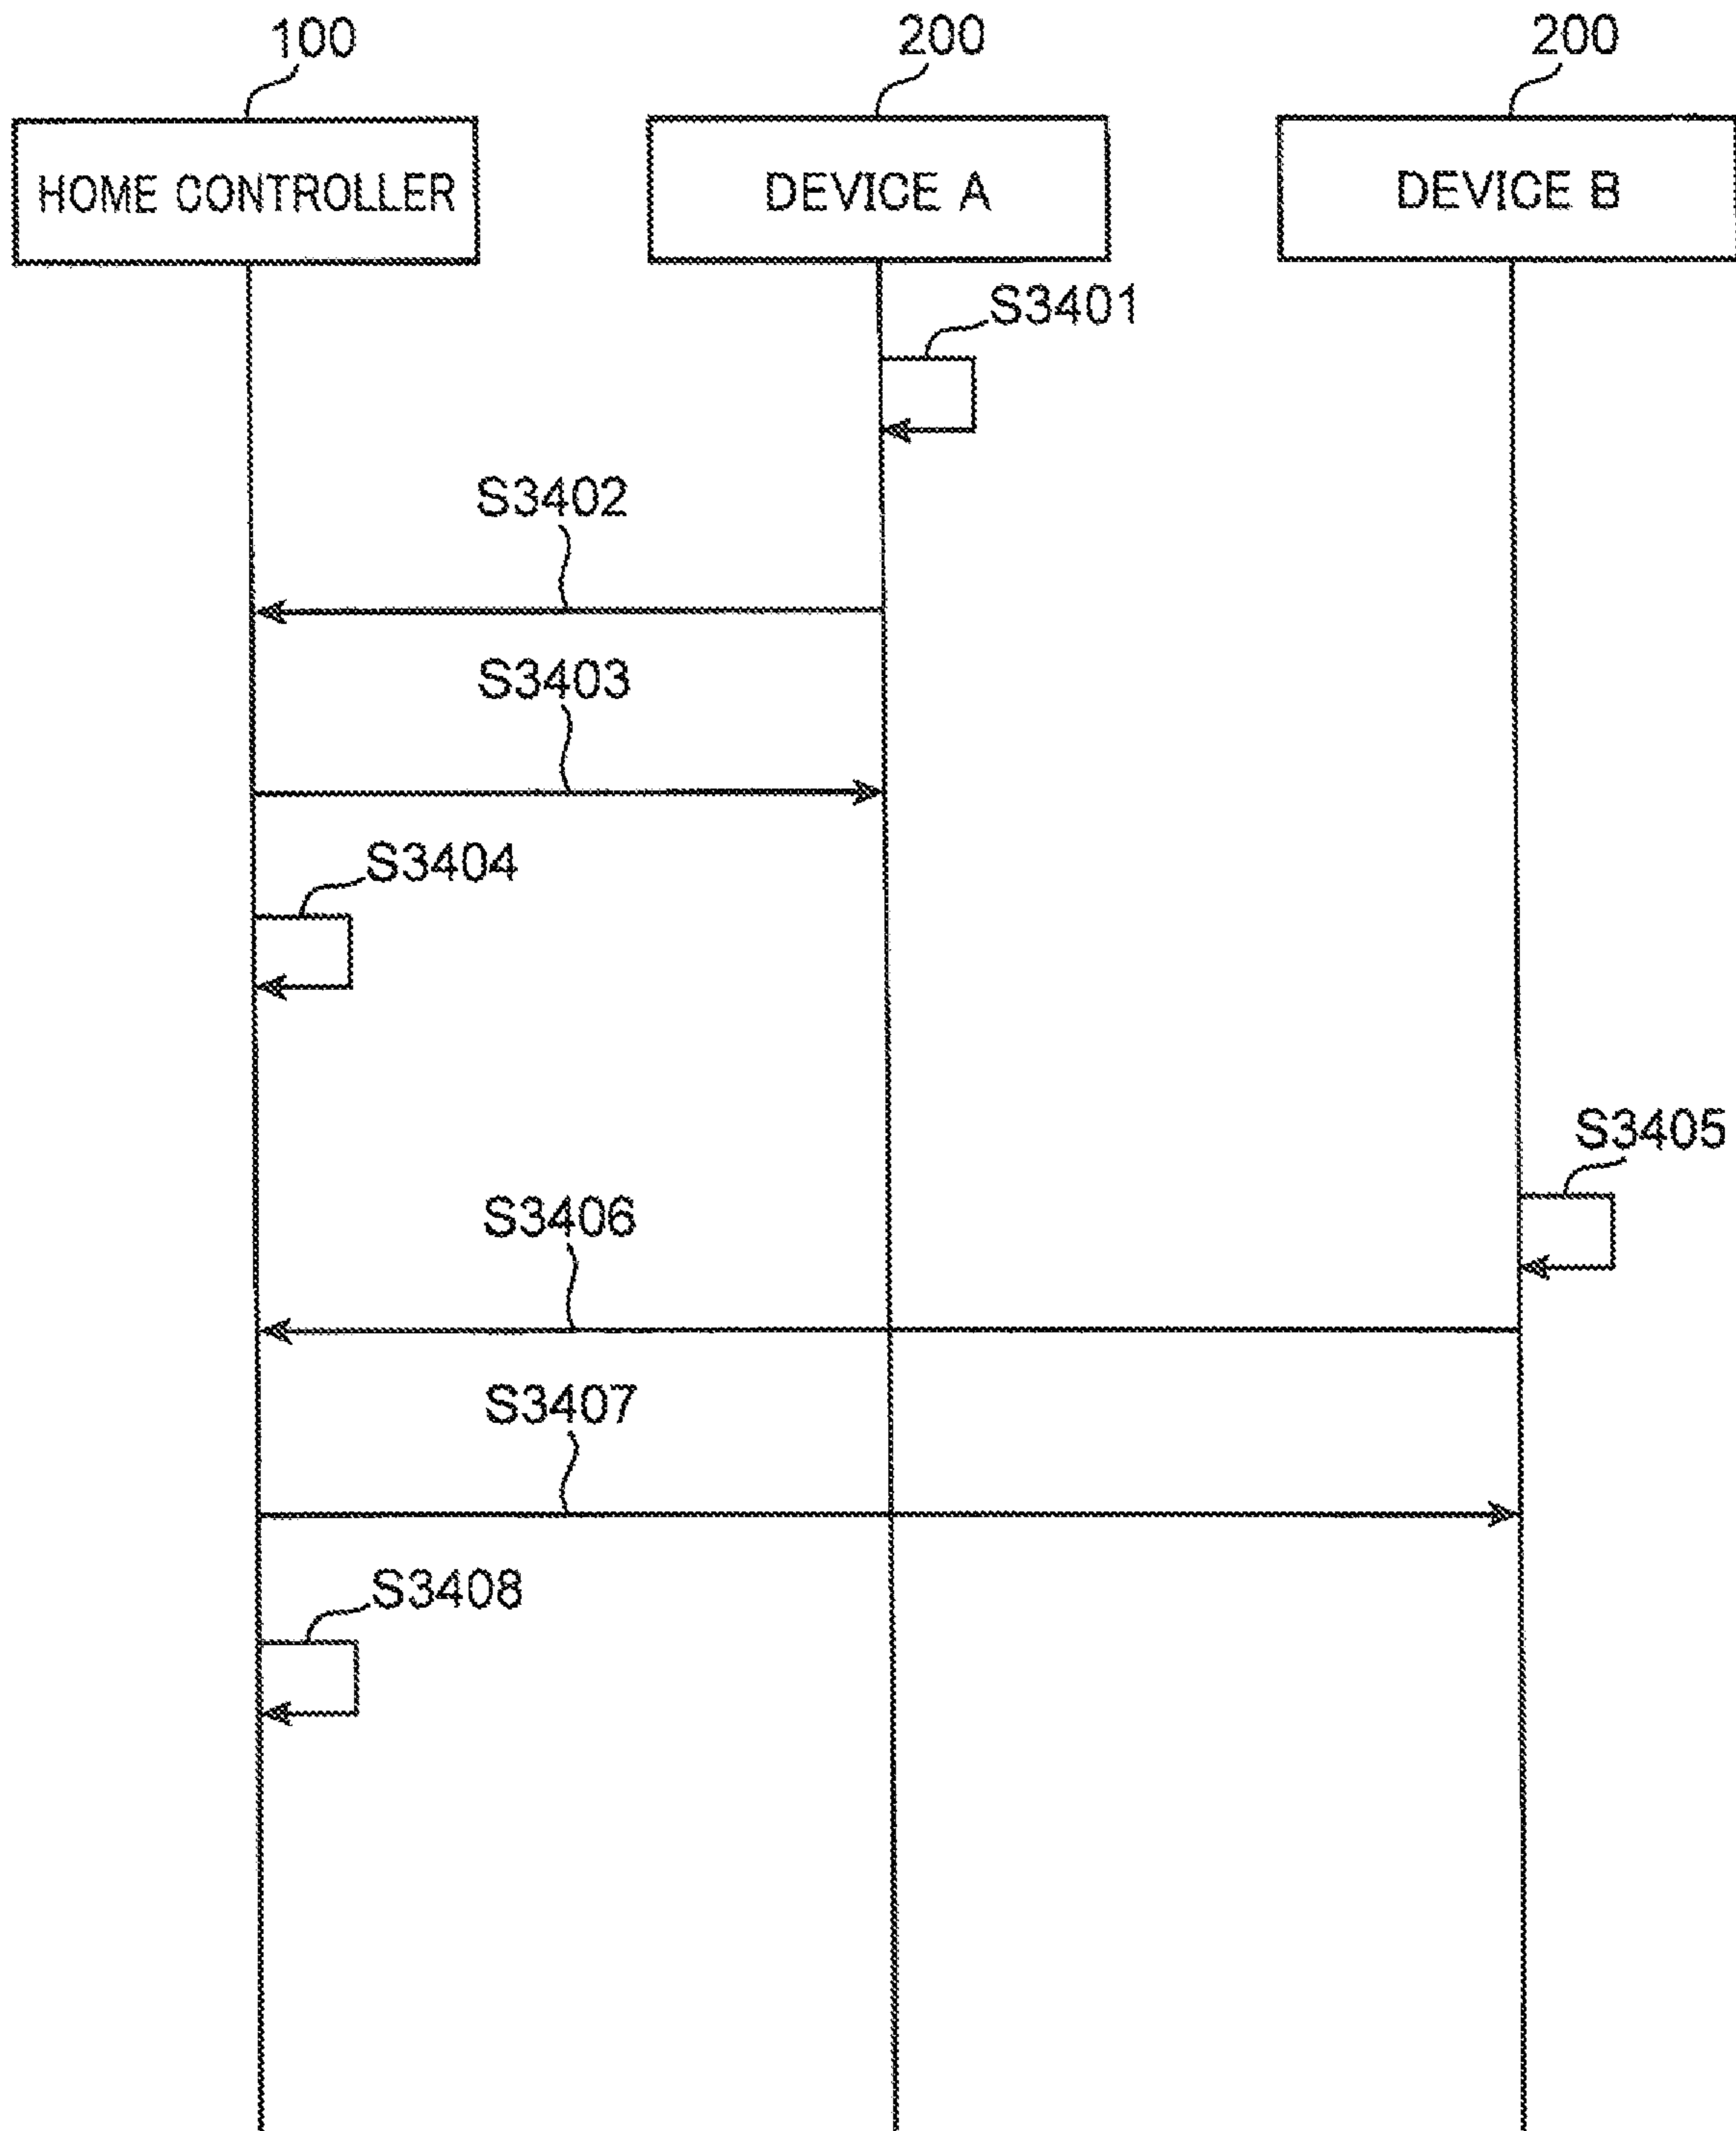 100
200
200
HOME CONTROLLER
DEVICE A
DEVICE B
S3401
S3402
S3403
S3404
S3405
S3406
S3407
S3408